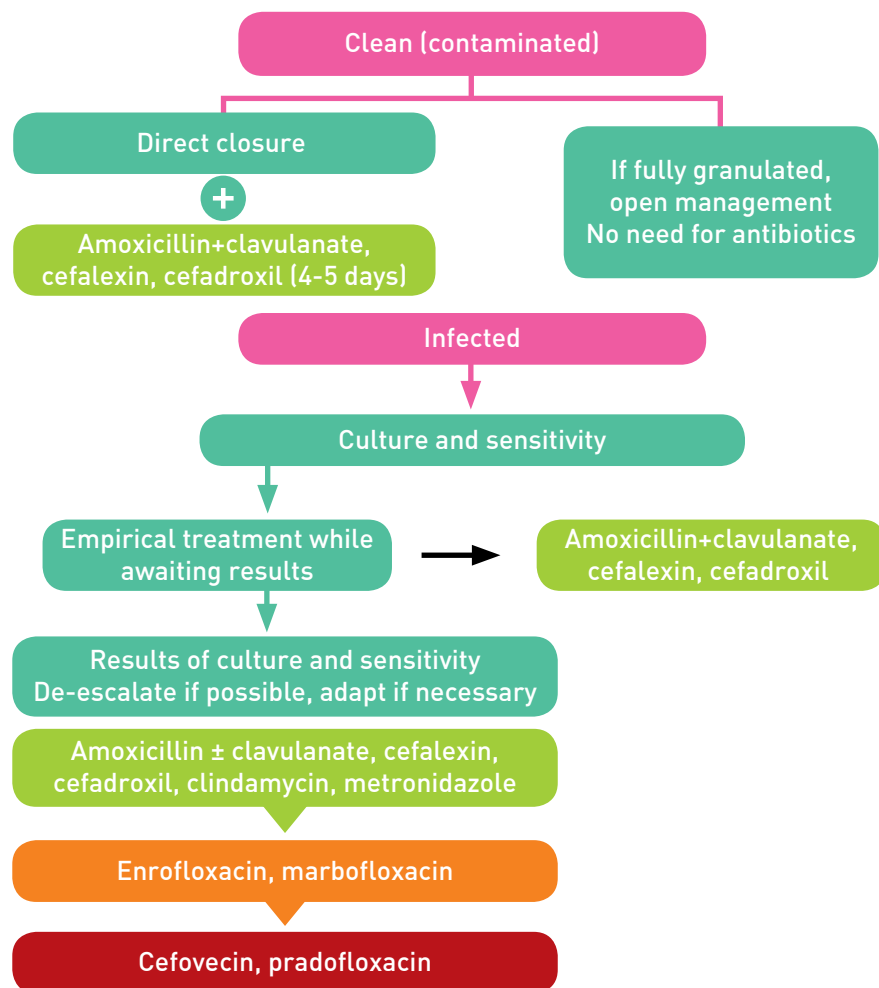 Clean (contaminated)
Direct closure
+
Amoxicillin+clavulanate,
cefalexin, cefadroxil (4-5 days)
If fully granulated,
open management
No need for antibiotics
Infected
Culture and sensitivity
Empirical treatment while
awaiting results
Amoxicillin+clavulanate,
cefalexin, cefadroxil
Results of culture and sensitivity
De-escalate if possible, adapt if necessary
Amoxicillin ± clavulanate, cefalexin,
cefadroxil, clindamycin, metronidazole
Enrofloxacin, marbofloxacin
Cefovecin, pradofloxacin